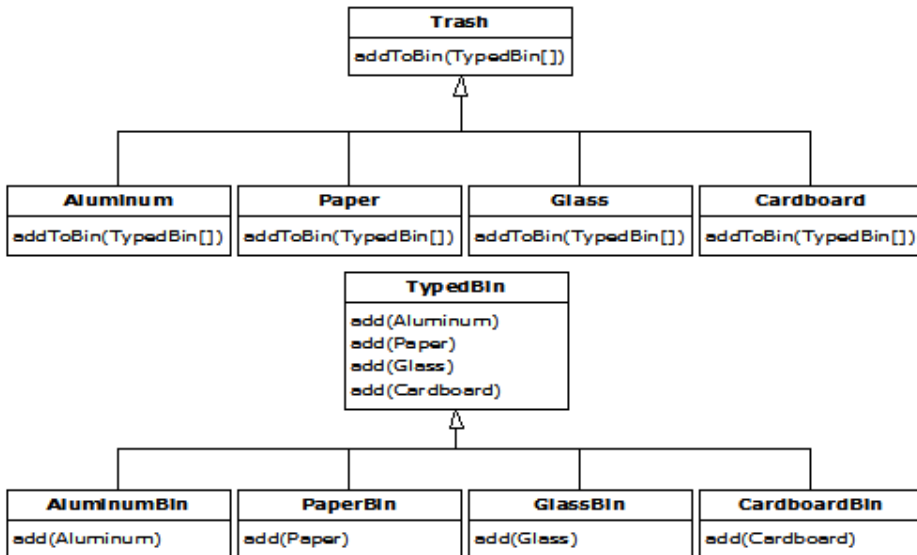 Trash
addToBin(TypedBin[])
Aluminum Paper Glass Cardboard
addToBin(TypedBin[]) addToBin(TypedBin[]) addToBin(TypedBin[]) addToBin(TypedBin[])
TypedBin
add(Aluminum)
add(Paper)
add(Glass)
add(Cardboard)
AluminumBin PaperBin GlassBin CardboardBin
add(Aluminum) add(Paper) add(Glass) add(Cardboard)